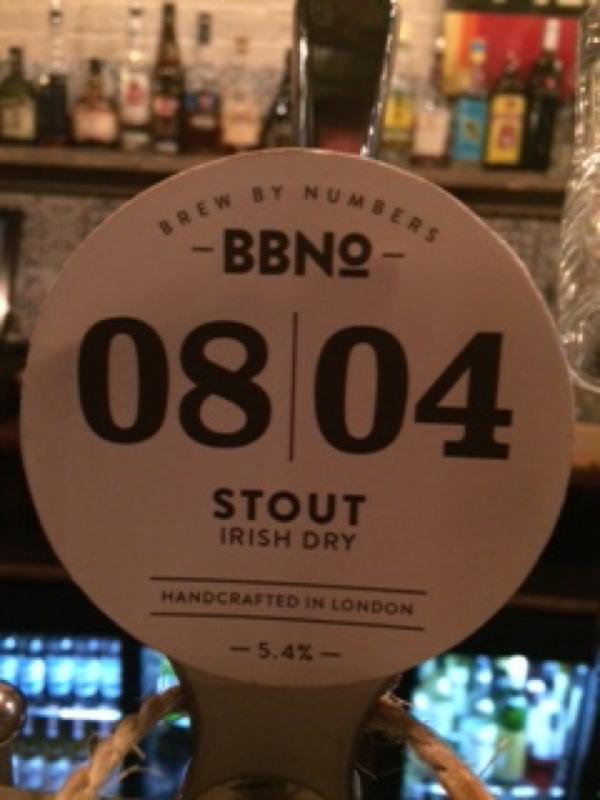 BREW BY NUMBERS
–BBNo–
08|04
STOUT
IRISH DRY
HANDCRAFTED IN LONDON
– 5.4% –